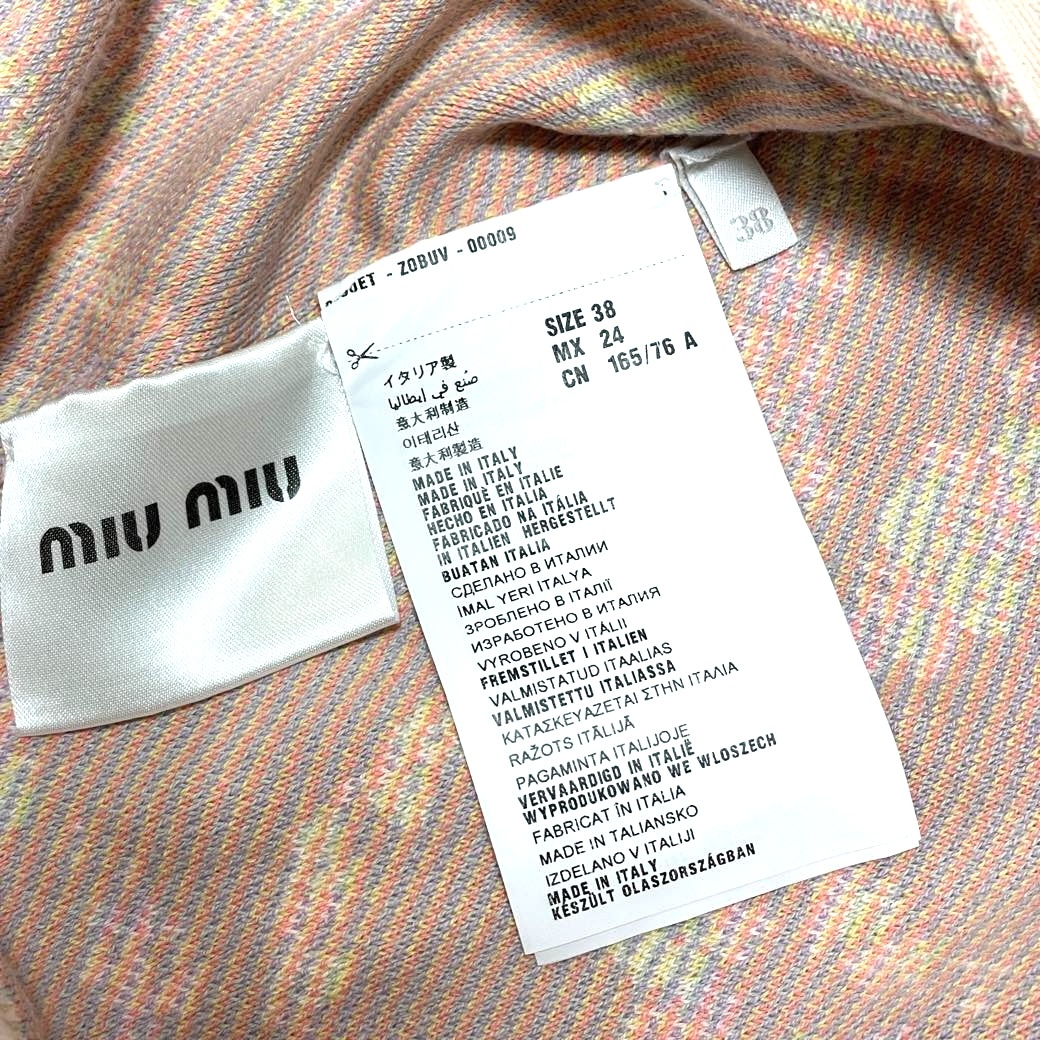 - ZOBUV - 00009
SIZE 38
MX 24
CN 165/76 A
イタリア製
صُنع في ايطاليا
意大利制造
이테리산
意大利製造
MADE IN ITALY
MADE IN ITALY
FABRIQUÈ EN ITALIE
HECHO EN ITALIA
FABRICADO NA ITÁLIA
IN ITALIEN HERGESTELLT
BUATAN ITALIA
СДЕЛАНО В ИТАЛИИ
İMAL YERI ITALYA
ЗРОБЛЕНО В ІТАЛІЇ
ИЗРАБОТЕНО В ИТАЛИЯ
VYROBENO V ITÁLII
FREMSTILLET I ITALIEN
VALMISTATUD ITAALIAS
VALMISTETTU ITALIASSA
ΚΑΤΑΣΚΕΥΑΖΕΤΑΙ ΣΤΗΝ ΙΤΑΛΙΑ
RAŽOTS ITĀLIJĀ
PAGAMINTA ITALIJOJE
VERVAARDIGD IN ITALIË
WYPRODUKOWANO WE WLOSZECH
FABRICAT ÎN ITALIA
MADE IN TALIANSKO
IZDELANO V ITALIJI
MADE IN ITALY
KÉSZÜLT OLASZORSZÁGBAN
MIU MIU
38